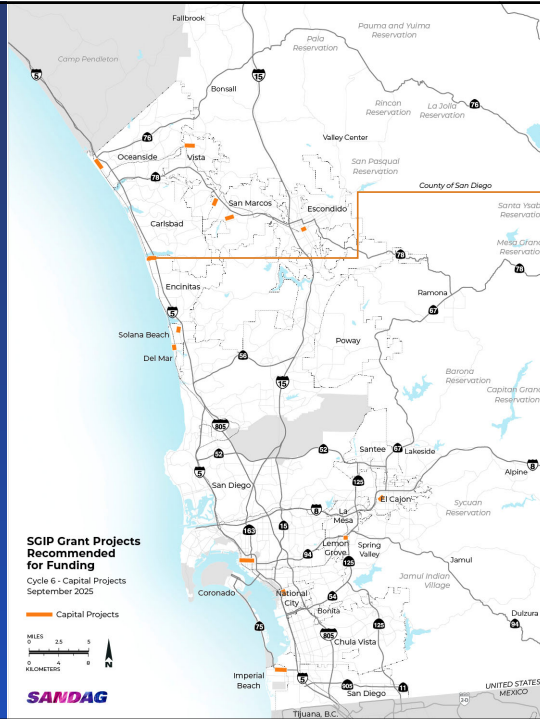 Fallbrook
Pauma and Yuima
Reservation
Pala
Reservation
Camp Pendleton
5
15
Bonsall
Rincon
Reservation
La Jolla
Reservation
76
76
Valley Center
Oceanside
Vista
San Pasqual
Reservation
78
County of San Diego
San Marcos
Escondido
Santa Ysab
Reservatio
Carlsbad
Mesa Grand
Reservatio
78
78
Encinitas
Ramona
67
5
Solana Beach
Del Mar
Poway
56
Barona
Reservation
15
Capitan Grand
Reservation
805
52
52
Santee
67
Lakeside
5
8
Alpine
San Diego
125
El Cajon
Sycuan
Reservation
8
La
Mesa
163
15
Lemon
Grove
Spring
Valley
94
125
Jamul
SGIP Grant Projects
Recommended
for Funding
Cycle 6 - Capital Projects
September 2025
Capital Projects
Jamul Indian
Village
Coronado
National
City
54
Bonita
Dulzura
94
75
125
805
Chula Vista
MILES
0 2.5 5
0 4 8
KILOMETERS
N
Imperial
Beach
5
905
San Diego
11
UNITED STATES
MEXICO
SANDAG
Tijuana, B.C.